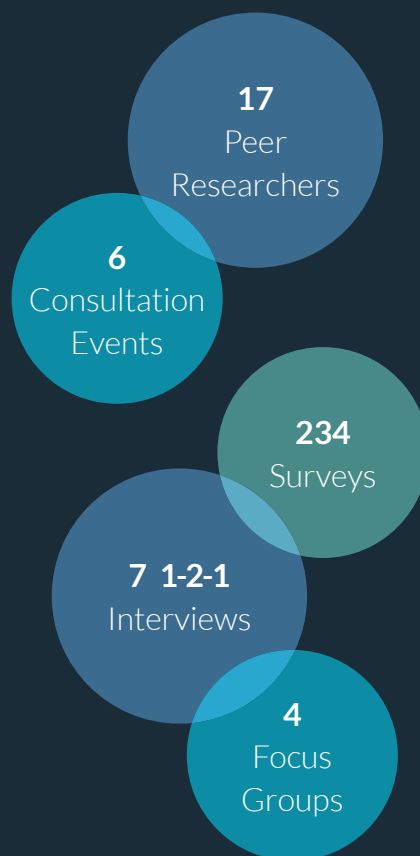 17
Peer
Researchers
6
Consultation
Events
234
Surveys
7 1-2-1
Interviews
4
Focus
Groups